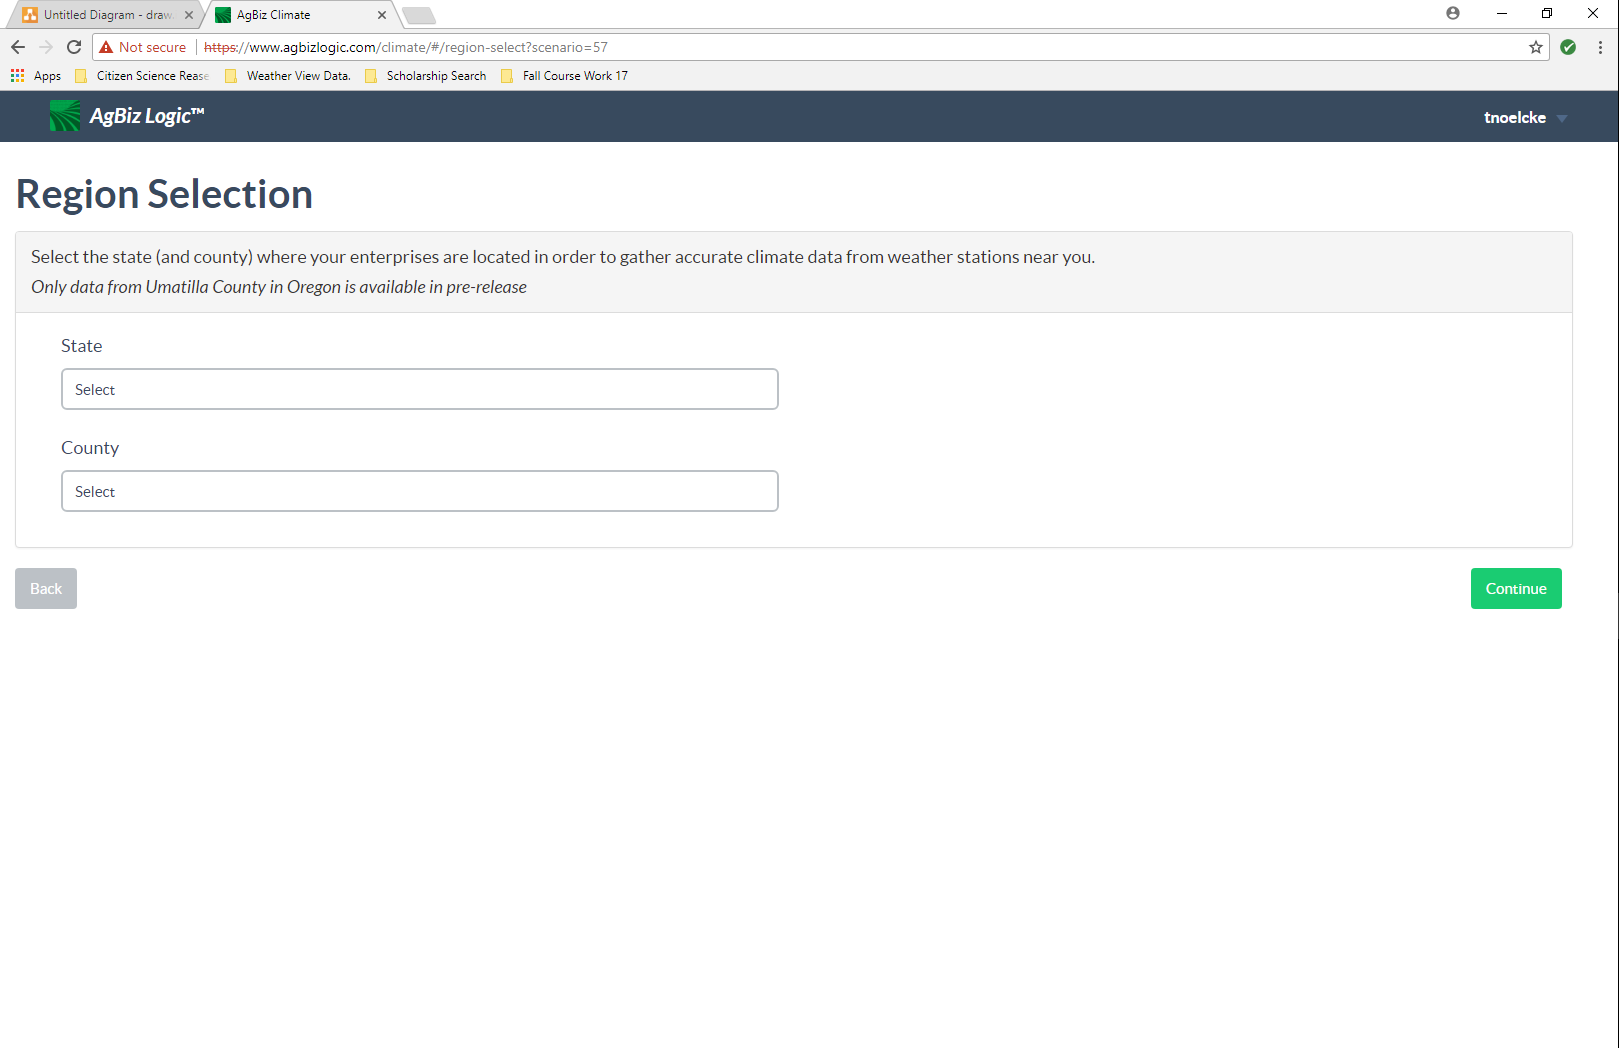 Untitled Diagram - draw
AgBiz Climate
Not secure
https://www.agbizlogic.com/climate/#/region-select?scenario=57
Apps
Citizen Science Rease
Weather View Data.
Scholarship Search
Fall Course Work 17
AgBiz Logic™
tnoelcke
Region Selection
Select the state (and county) where your enterprises are located in order to gather accurate climate data from weather stations near you.
Only data from Umatilla County in Oregon is available in pre-release
State
Select
County
Select
Back
Continue